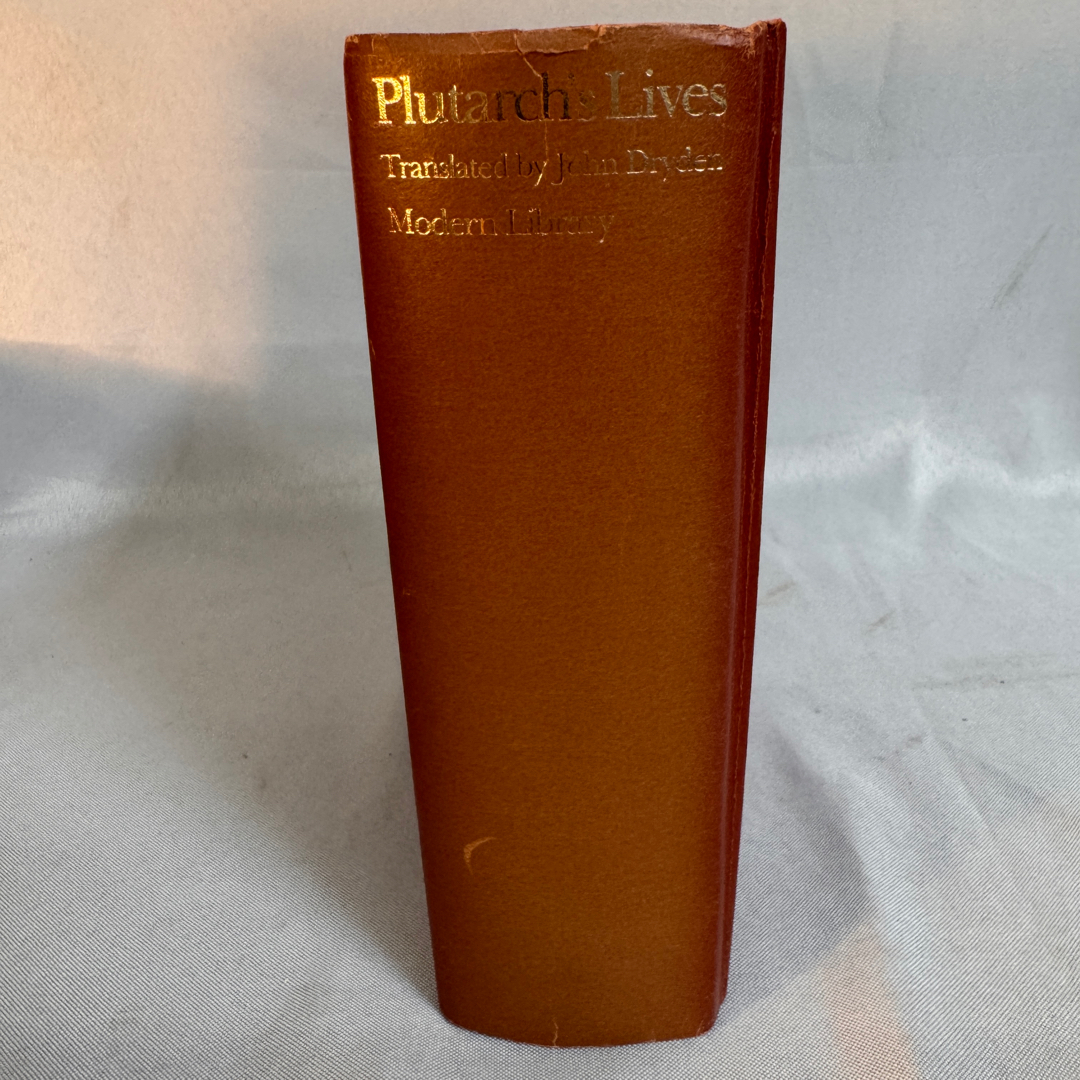 Plutarch's Lives
Translated by John Dryden
Modern Library